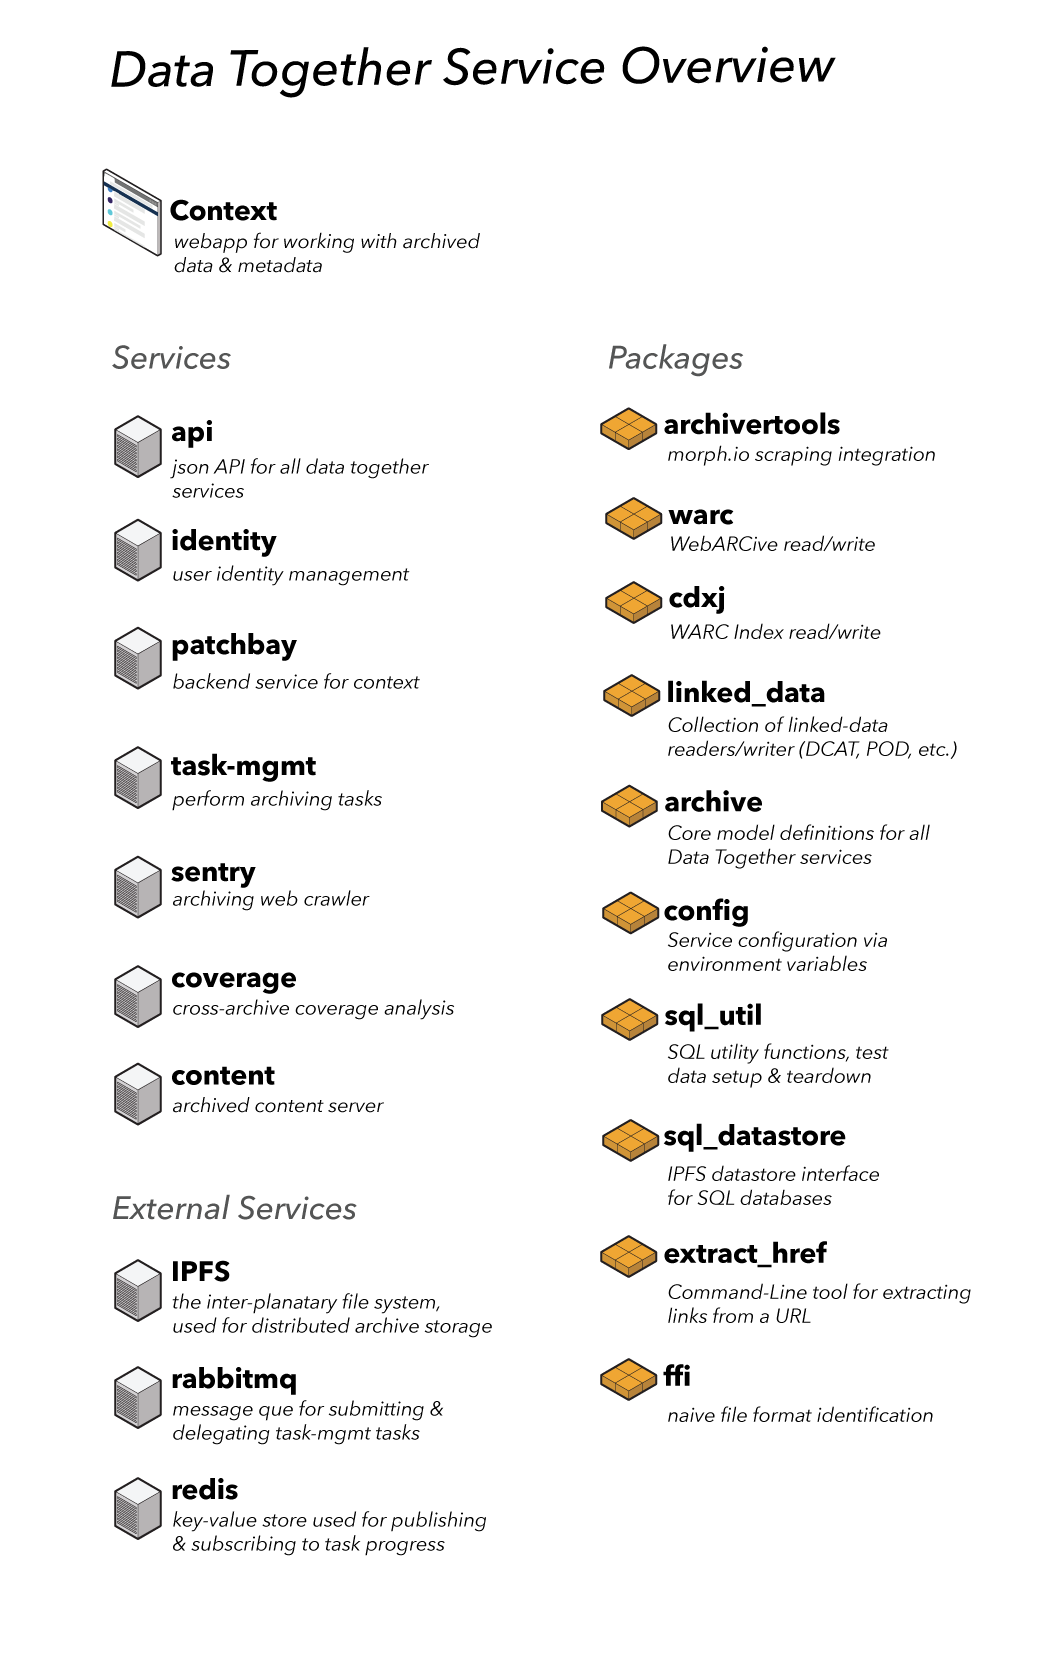 Data Together Service Overview
Context
webapp for working with archived
data & metadata
Services
api
json API for all data together
services
identity
user identity management
patchbay
backend service for context
task-mgmt
perform archiving tasks
sentry
archiving web crawler
coverage
cross-archive coverage analysis
content
archived content server
External Services
IPFS
the inter-planatary file system,
used for distributed archive storage
rabbitmq
message que for submitting &
delegating task-mgmt tasks
redis
key-value store used for publishing
& subscribing to task progress
Packages
archivertools
morph.io scraping integration
warc
WebARCive read/write
cdxj
WARC Index read/write
linked_data
Collection of linked-data
readers/writer (DCAT, POD, etc.)
archive
Core model definitions for all
Data Together services
config
Service configuration via
environment variables
sql_util
SQL utility functions, test
data setup & teardown
sql_datastore
IPFS datastore interface
for SQL databases
extract_href
Command-Line tool for extracting
links from a URL
ffi
naive file format identification